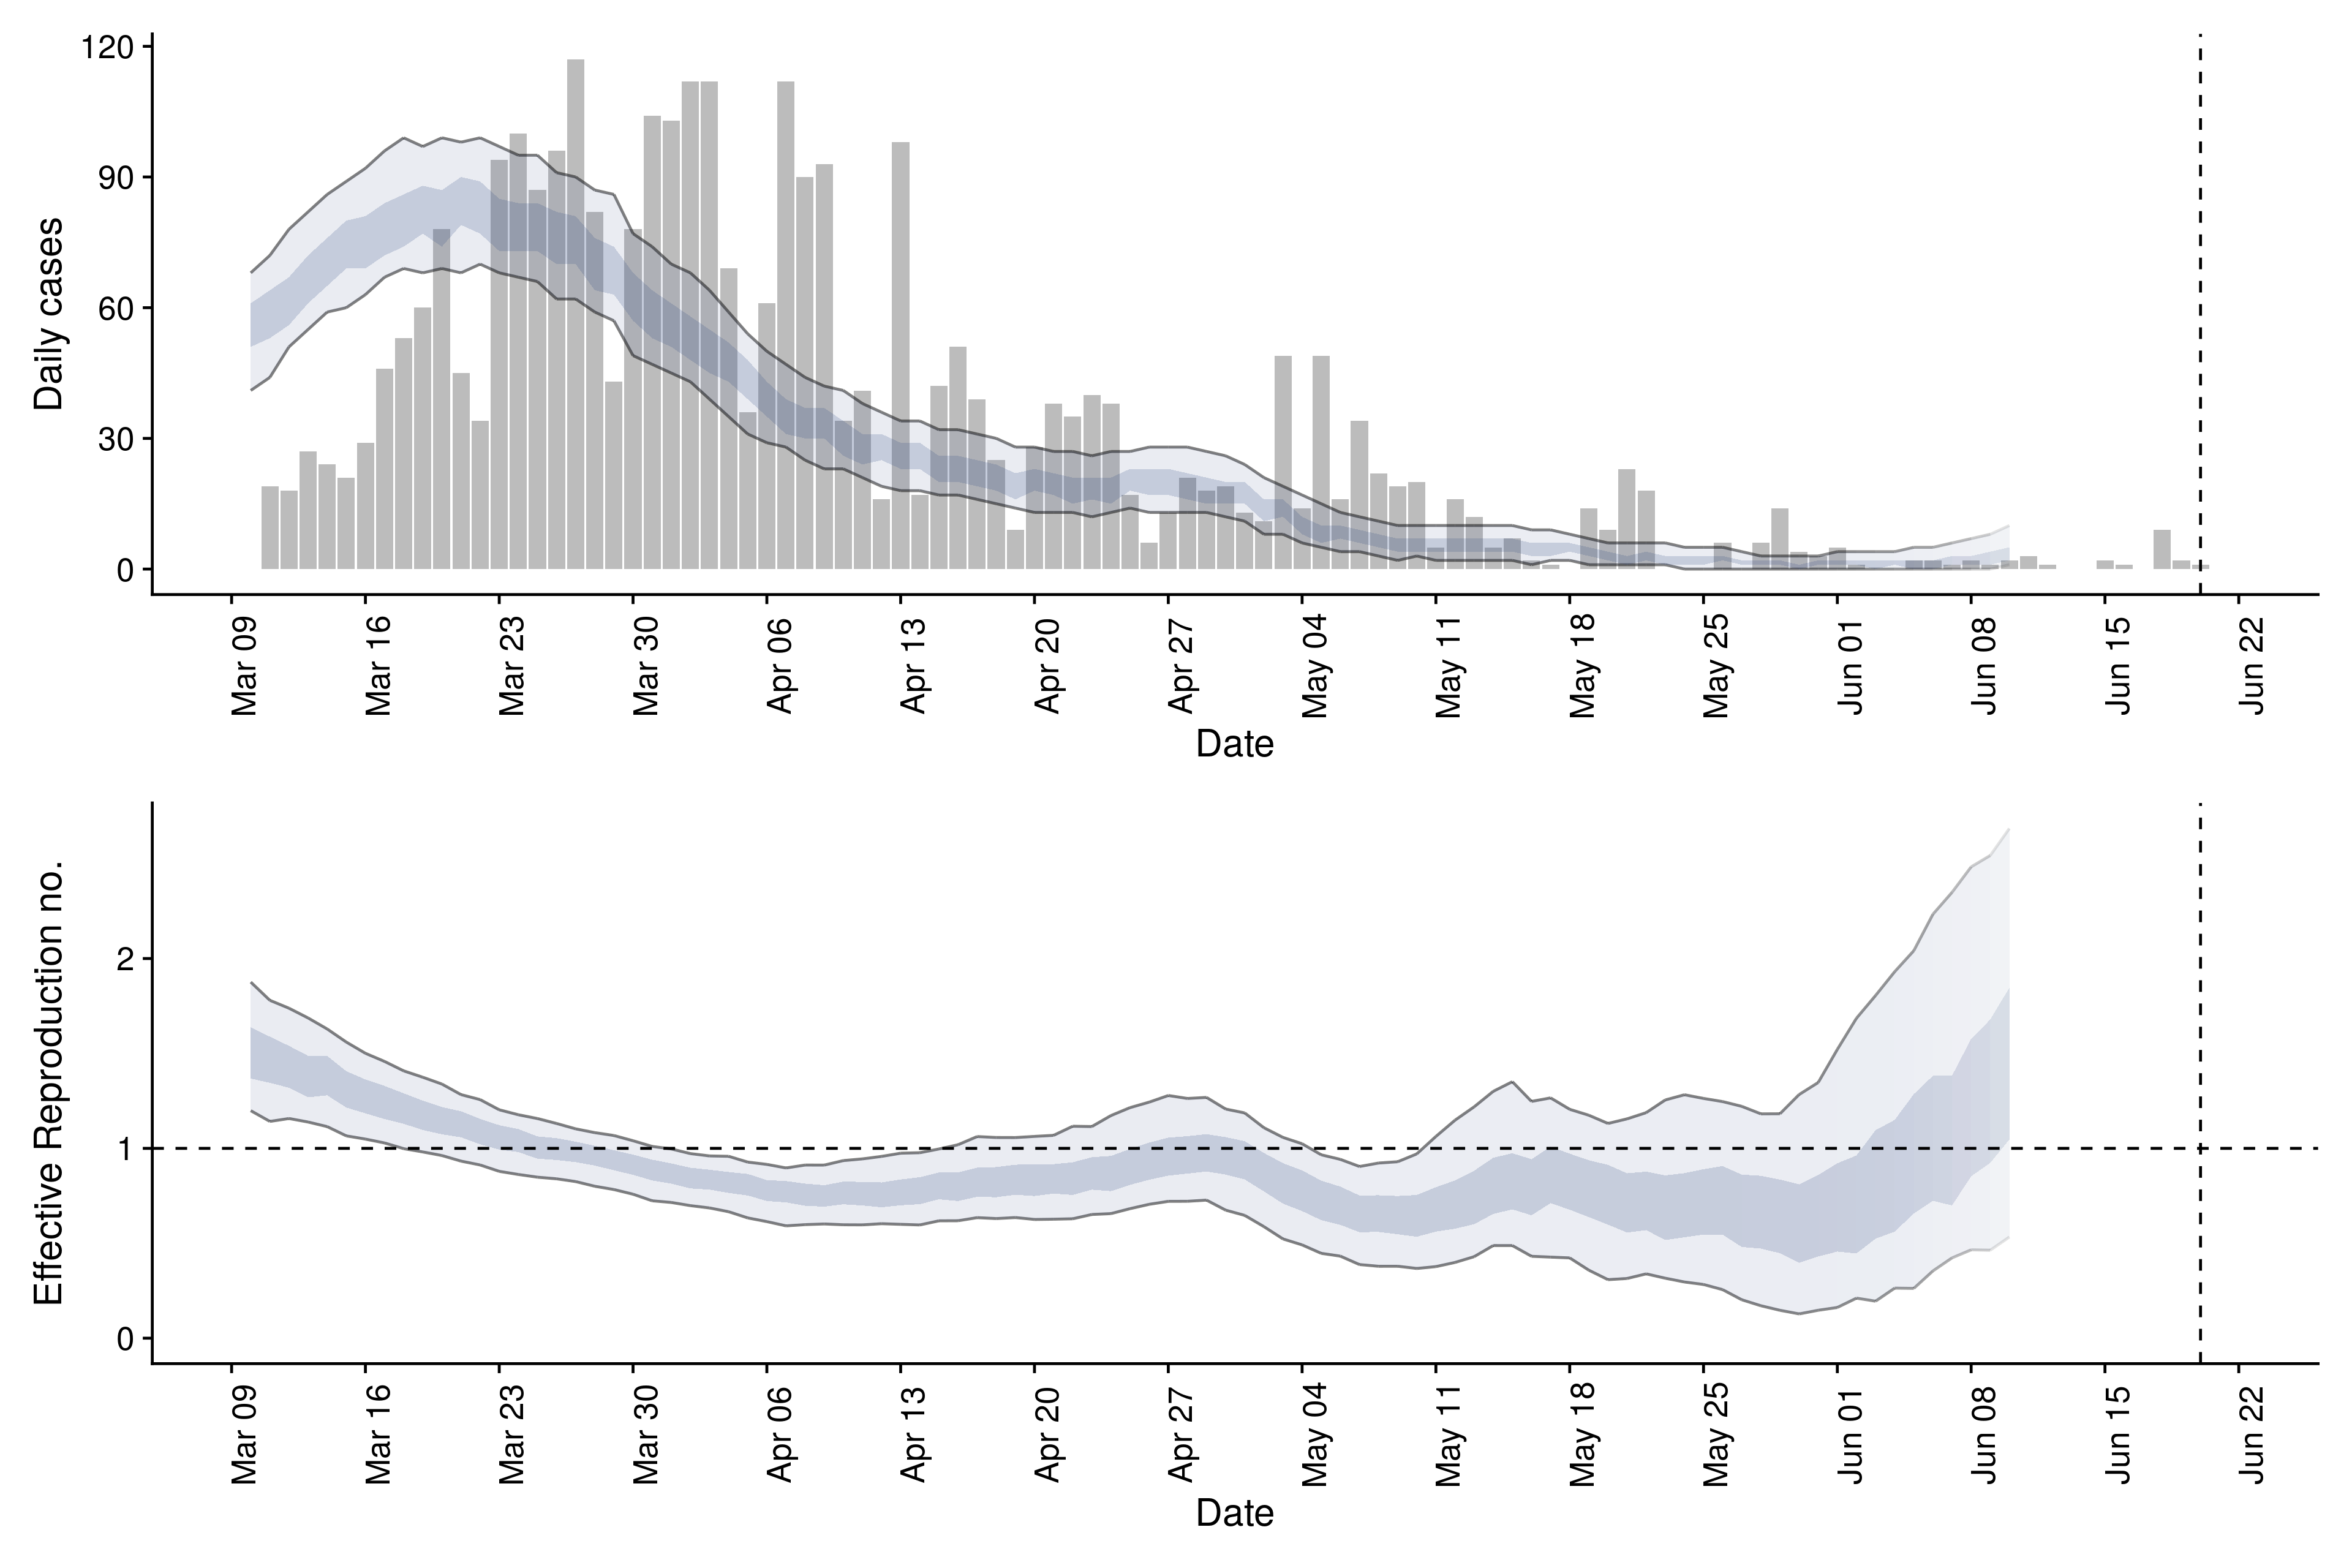 Daily cases
120
90
60
30
0
Mar 09
Mar 16
Mar 23
Mar 30
Apr 06
Apr 13
Apr 20
Apr 27
May 04
May 11
May 18
May 25
Jun 01
Jun 08
Jun 15
Jun 22
Date
Effective Reproduction no.
2
1
0
Mar 09
Mar 16
Mar 23
Mar 30
Apr 06
Apr 13
Apr 20
Apr 27
May 04
May 11
May 18
May 25
Jun 01
Jun 08
Jun 15
Jun 22
Date